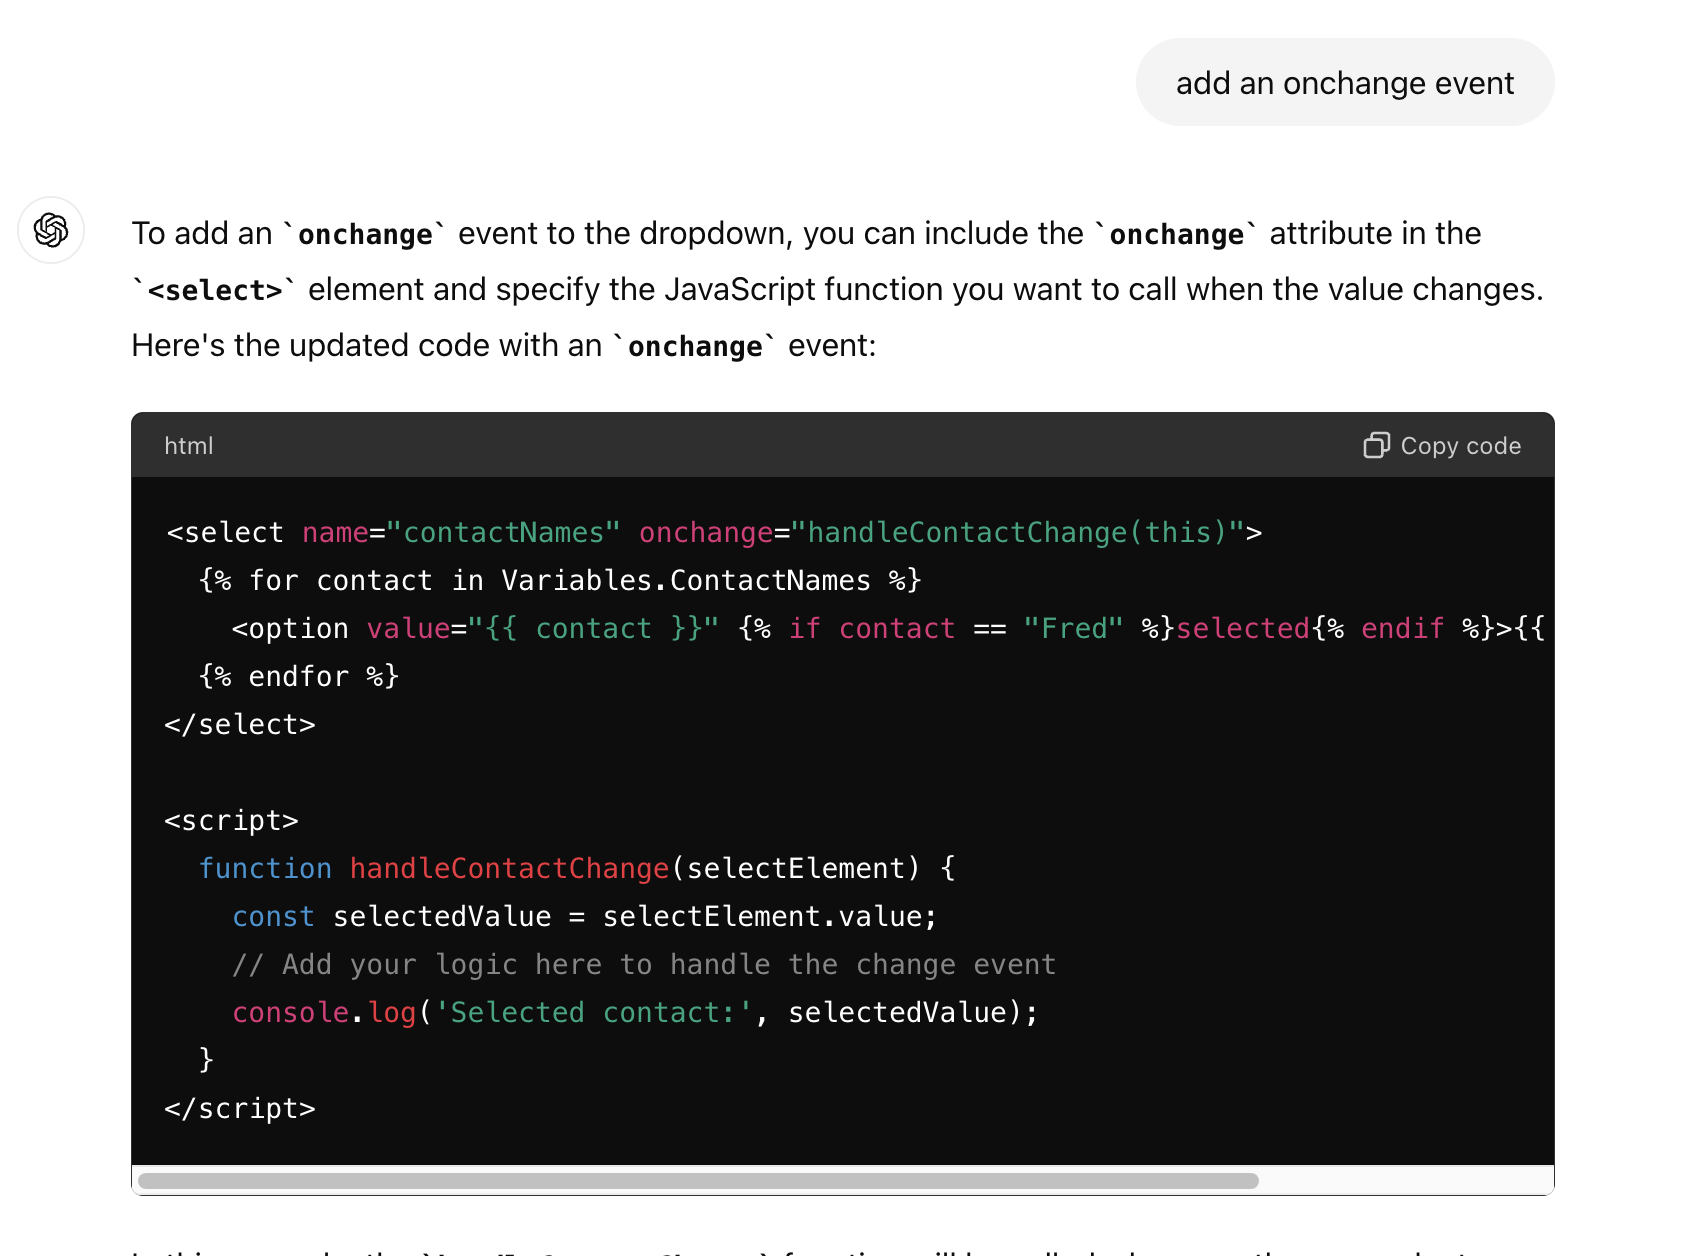 add an onchange event
To add an `onchange` event to the dropdown, you can include the `onchange` attribute in the
`<select>` element and specify the JavaScript function you want to call when the value changes.
Here's the updated code with an `onchange` event:
html
Copy code
<select name="contactNames" onchange="handleContactChange(this)">
  {% for contact in Variables.ContactNames %}
    <option value="{{ contact }}" {% if contact == "Fred" %}selected{% endif %}>{{
  {% endfor %}
</select>
<script>
  function handleContactChange(selectElement) {
    const selectedValue = selectElement.value;
    // Add your logic here to handle the change event
    console.log('Selected contact:', selectedValue);
  }
</script>